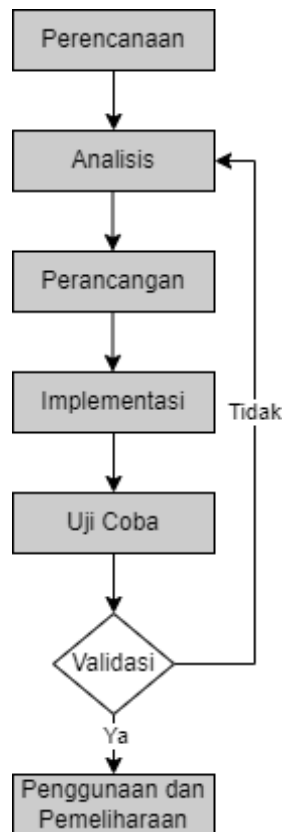 Perencanaan
Analisis
Perancangan
Implementasi
Tidak
Uji Coba
Validasi
Ya
Penggunaan dan
Pemeliharaan